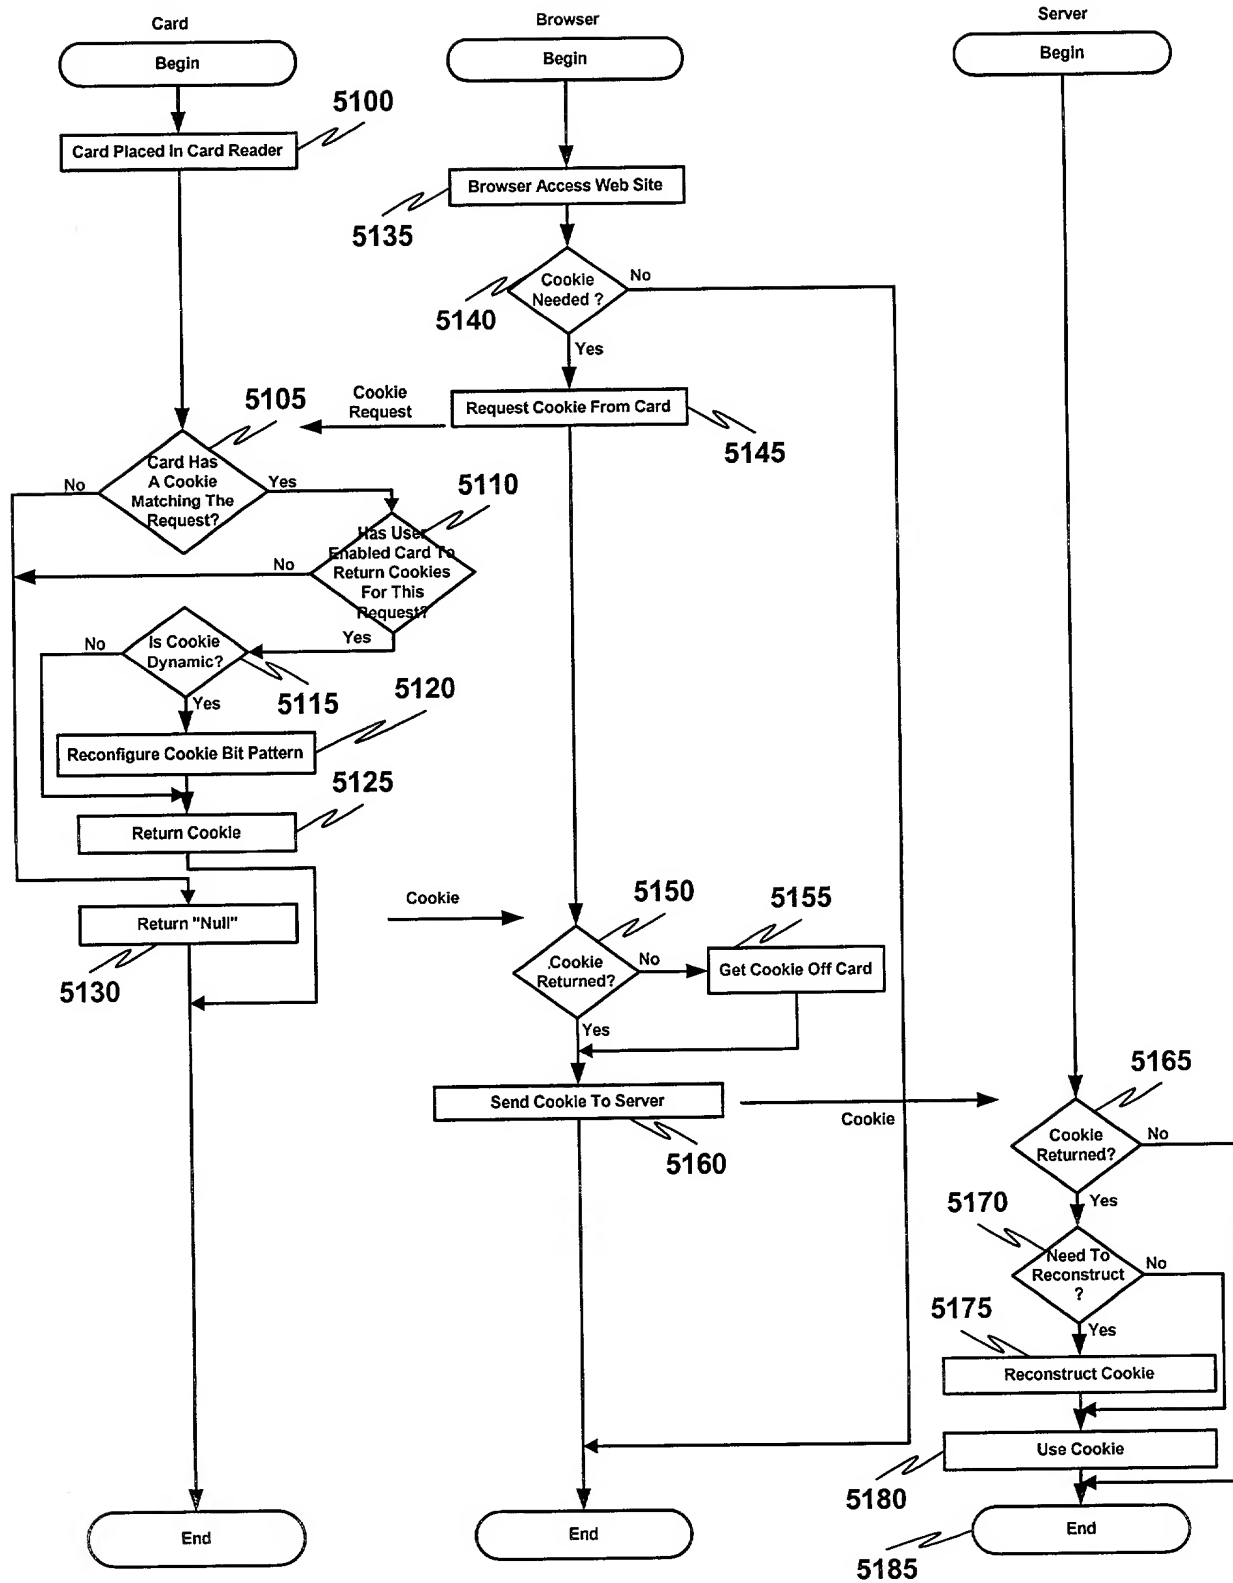 Card
Browser
Server
Begin
Begin
Begin
5100
Card Placed In Card Reader
Browser Access Web Site
5135
Cookie
Needed ?
No
5140
Yes
Cookie
Request
Request Cookie From Card
5145
5105
Card Has
A Cookie
Matching The
Request?
No
Yes
5110
Has User
Enabled Card To
Return Cookies
For This
Request?
No
Yes
Is Cookie
Dynamic?
No
5115
Yes
5120
Reconfigure Cookie Bit Pattern
5125
Return Cookie
Return "Null"
5130
Cookie
5150
Cookie
Returned?
No
5155
Get Cookie Off Card
Yes
Send Cookie To Server
5160
Cookie
5165
Cookie
Returned?
No
Yes
5170
Need To
Reconstruct
?
No
5175
Yes
Reconstruct Cookie
Use Cookie
5180
End
End
End
5185